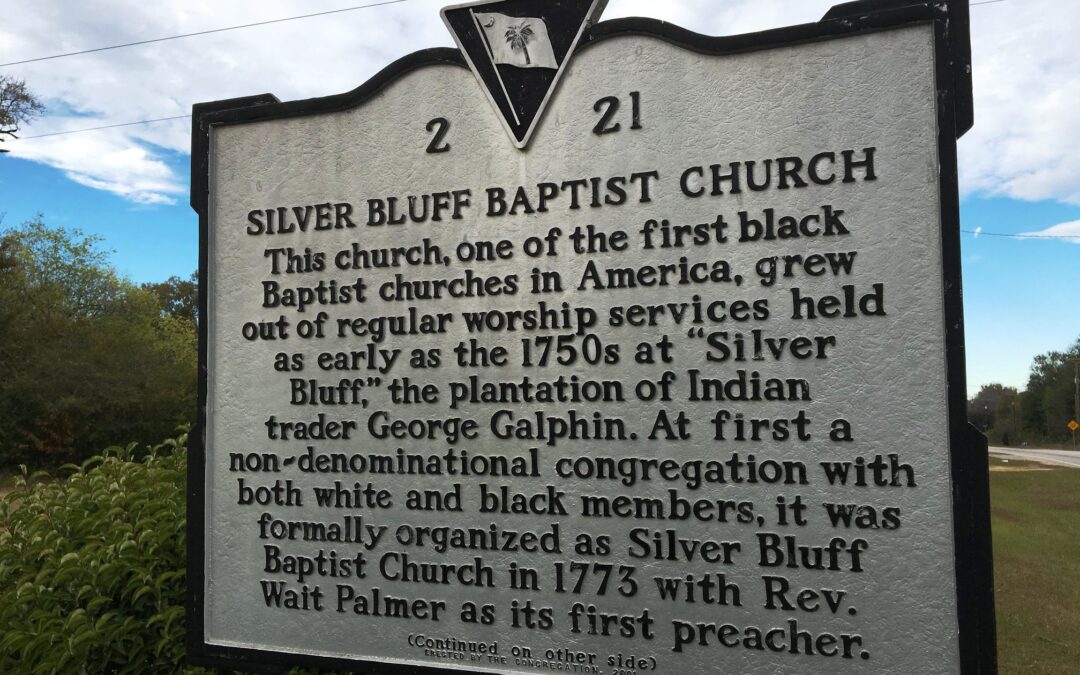 2 21
SILVER BLUFF BAPTIST CHURCH
This church, one of the first black
Baptist churches in America, grew
out of regular worship services held
as early as the 1750s at "Silver
Bluff," the plantation of Indian
trader George Galphin. At first a
non-denominational congregation with
both white and black members, it was
formally organized as Silver Bluff
Baptist Church in 1773 with Rev.
Wait Palmer as its first preacher.
(Continued on other side)
ERECTED BY THE CONGREGATION, 2001